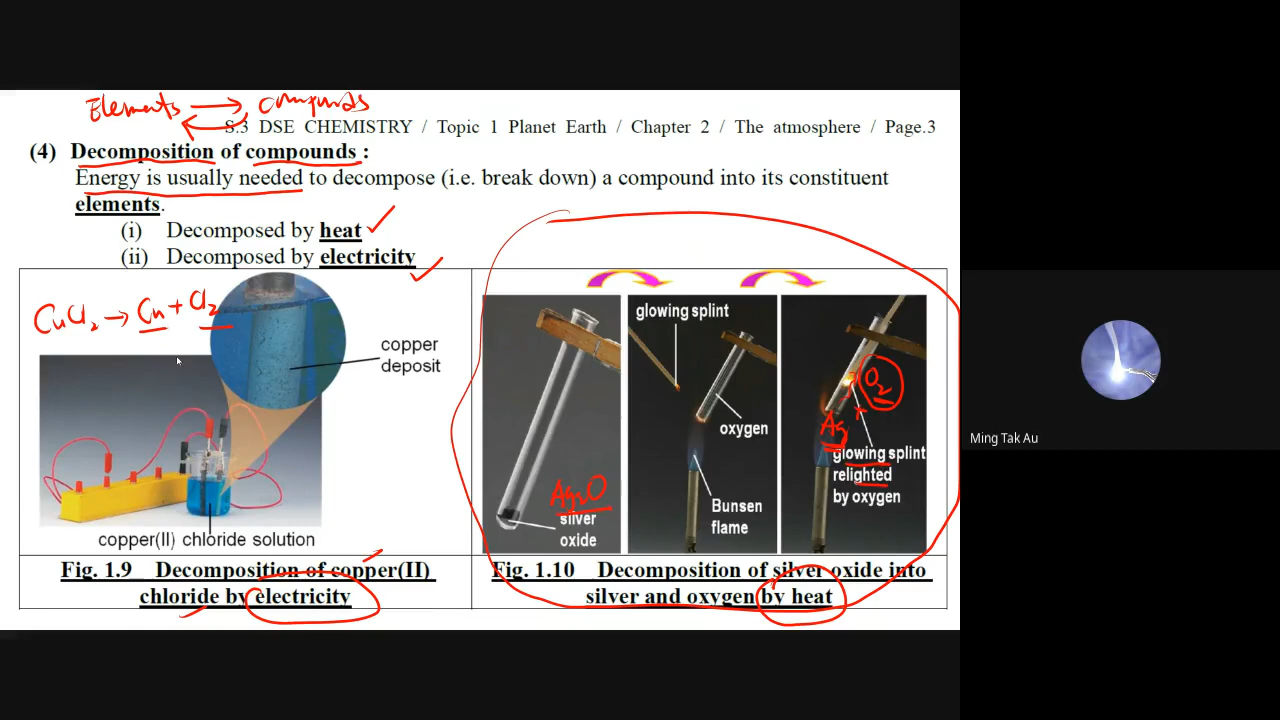 Elements → Compounds
S.3 DSE CHEMISTRY / Topic 1 Planet Earth / Chapter 2 / The atmosphere / Page.3
(4) Decomposition of compounds :
Energy is usually needed to decompose (i.e. break down) a compound into its constituent
elements.
(i) Decomposed by heat
(ii) Decomposed by electricity
CuCl2 → Cu + Cl2
copper
deposit
copper(II) chloride solution
glowing splint
Ag2O
silver
oxide
oxygen
Bunsen
flame
O2
+
Ag
glowing splint
relighted
by oxygen
Fig. 1.9 Decomposition of copper(II)
chloride by electricity
Fig. 1.10 Decomposition of silver oxide into
silver and oxygen by heat
Ming Tak Au